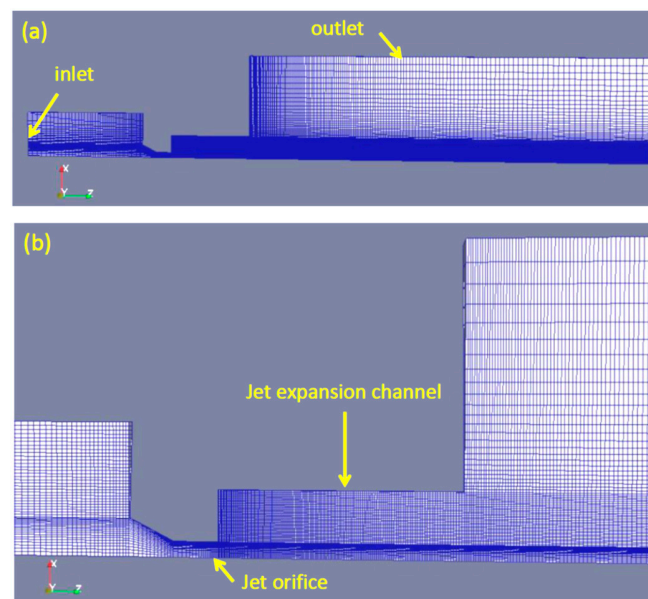 (a)
outlet
inlet
X
Y Z
(b)
Jet expansion channel
X
Y Z
Jet orifice